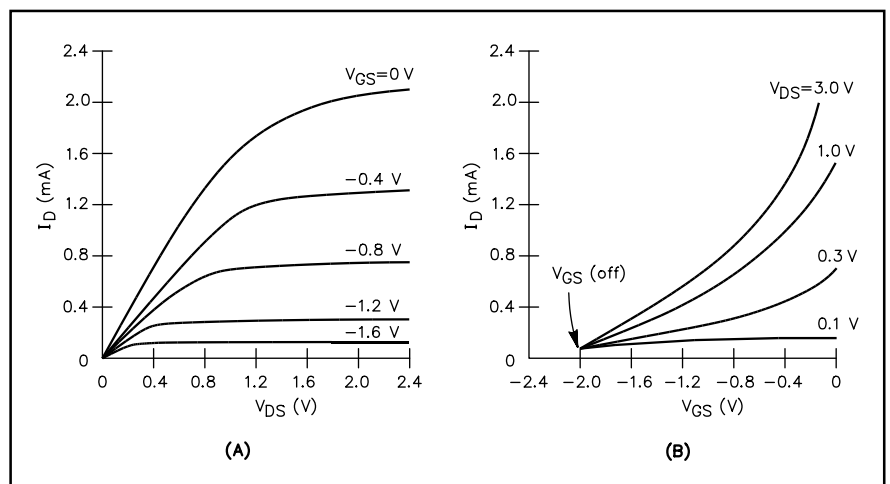 2.4
2.0
1.6
1.2
0.8
0.4
0
I_D (mA)
V_GS=0 V
−0.4 V
−0.8 V
−1.2 V
−1.6 V
0 0.4 0.8 1.2 1.6 2.0 2.4
V_DS (V)
(A)
2.4
2.0
1.6
1.2
0.8
0.4
0
I_D (mA)
V_DS=3.0 V
1.0 V
0.3 V
0.1 V
V_GS (off)
−2.4 −2.0 −1.6 −1.2 −0.8 −0.4 0
V_GS (V)
(B)